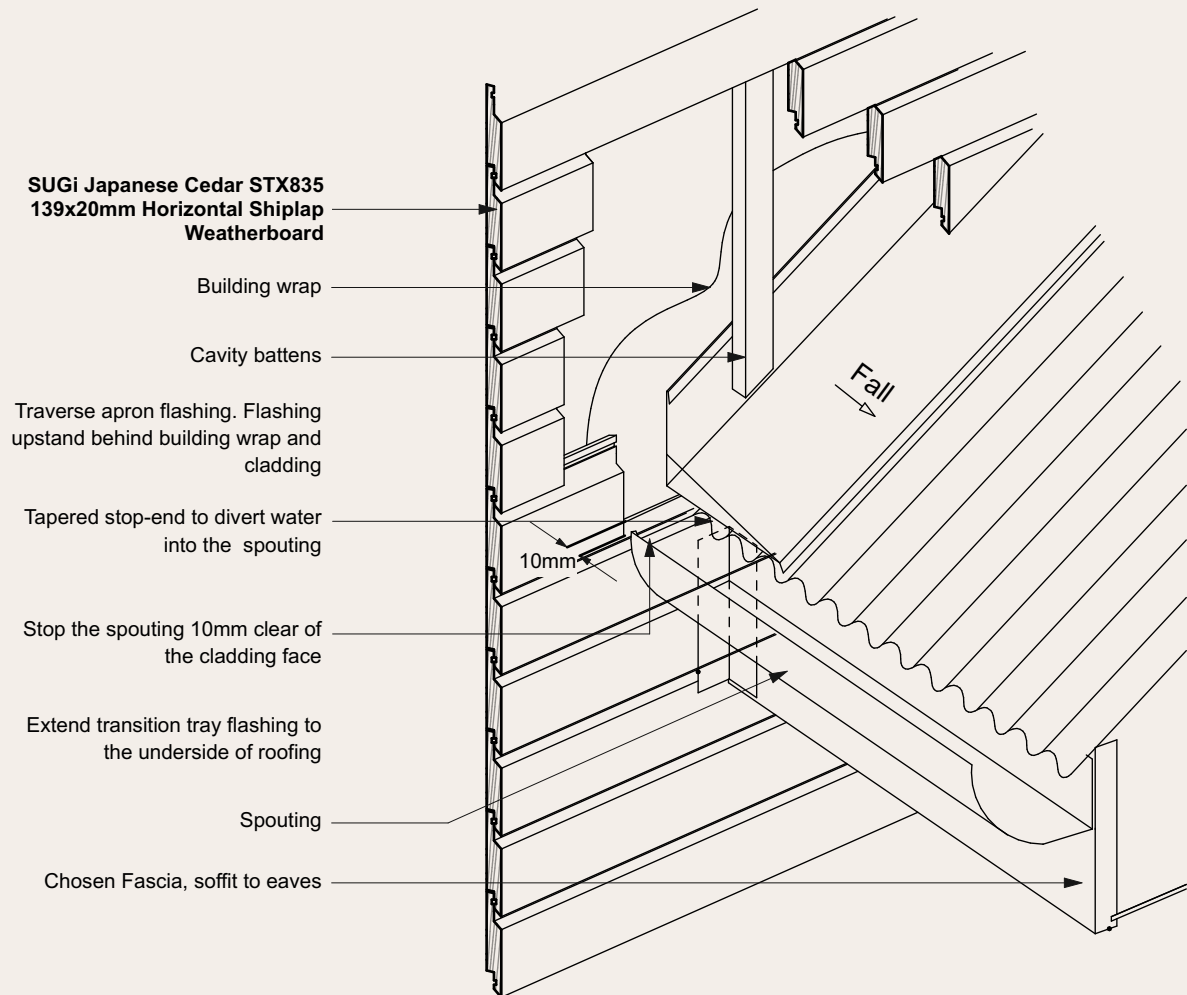 SUGi Japanese Cedar STX835
139x20mm Horizontal Shiplap
Weatherboard
Building wrap
Cavity battens
Traverse apron flashing. Flashing
upstand behind building wrap and
cladding
Tapered stop-end to divert water
into the spouting
Stop the spouting 10mm clear of
the cladding face
Extend transition tray flashing to
the underside of roofing
Spouting
Chosen Fascia, soffit to eaves
10mm
Fall